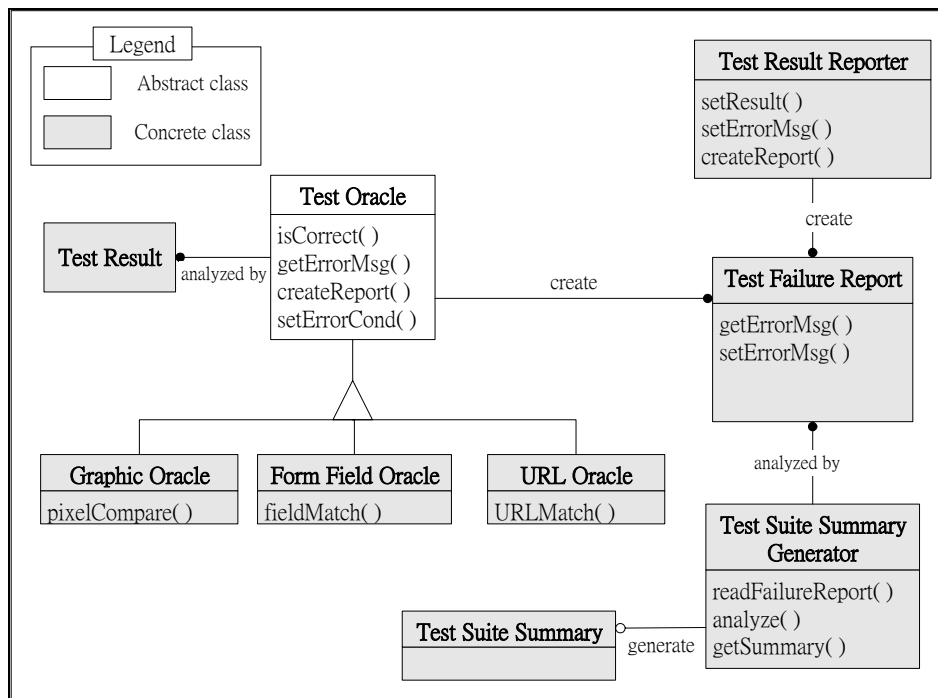 Legend
Abstract class
Concrete class
Test Result Reporter
setResult( )
setErrorMsg( )
createReport( )
create
Test Oracle
isCorrect( )
getErrorMsg( )
createReport( )
setErrorCond( )
Test Result
analyzed by
create
Test Failure Report
getErrorMsg( )
setErrorMsg( )
Graphic Oracle
pixelCompare( )
Form Field Oracle
fieldMatch( )
URL Oracle
URLMatch( )
analyzed by
Test Suite Summary
Generator
readFailureReport( )
analyze( )
getSummary( )
Test Suite Summary
generate